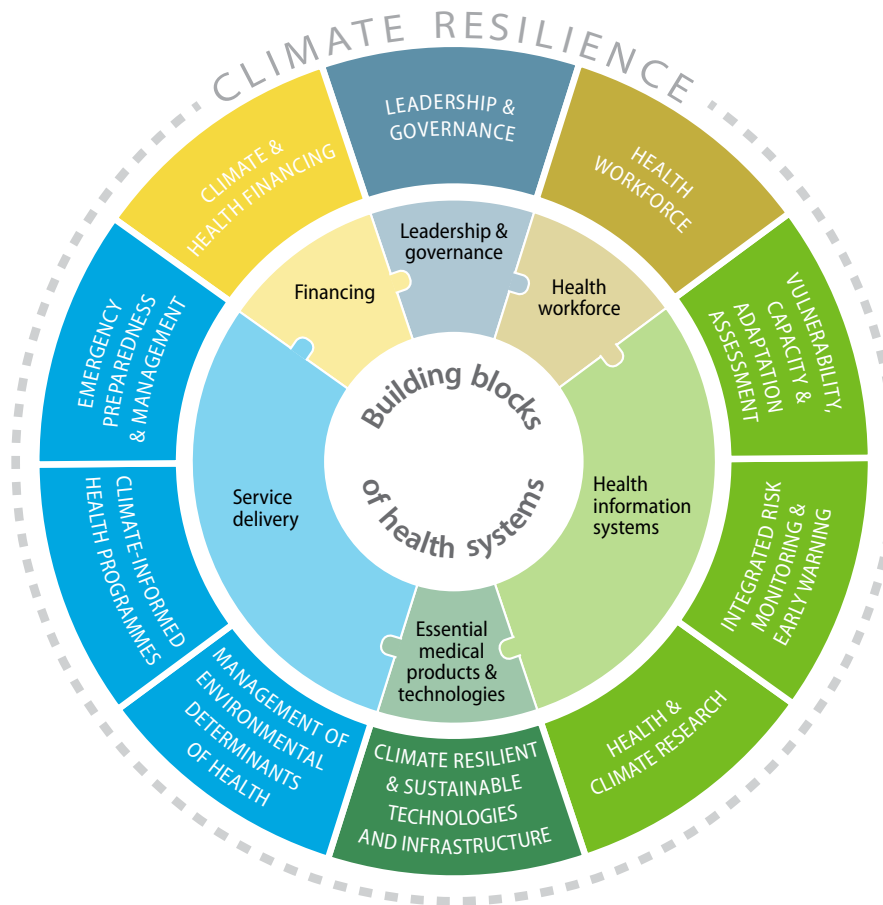 CLIMATE RESILIENCE
LEADERSHIP &
GOVERNANCE
HEALTH
WORKFORCE
VULNERABILITY,
CAPACITY &
ADAPTATION
ASSESSMENT
INTEGRATED RISK
MONITORING &
EARLY WARNING
HEALTH &
CLIMATE RESEARCH
CLIMATE RESILIENT
& SUSTAINABLE
TECHNOLOGIES
AND INFRASTRUCTURE
MANAGEMENT OF
ENVIRONMENTAL
DETERMINANTS
OF HEALTH
CLIMATE-INFORMED
HEALTH PROGRAMMES
EMERGENCY
PREPAREDNESS
& MANAGEMENT
CLIMATE &
HEALTH FINANCING
Leadership &
governance
Health
workforce
Health
information
systems
Essential
medical
products &
technologies
Service
delivery
Financing
Building blocks
of health systems